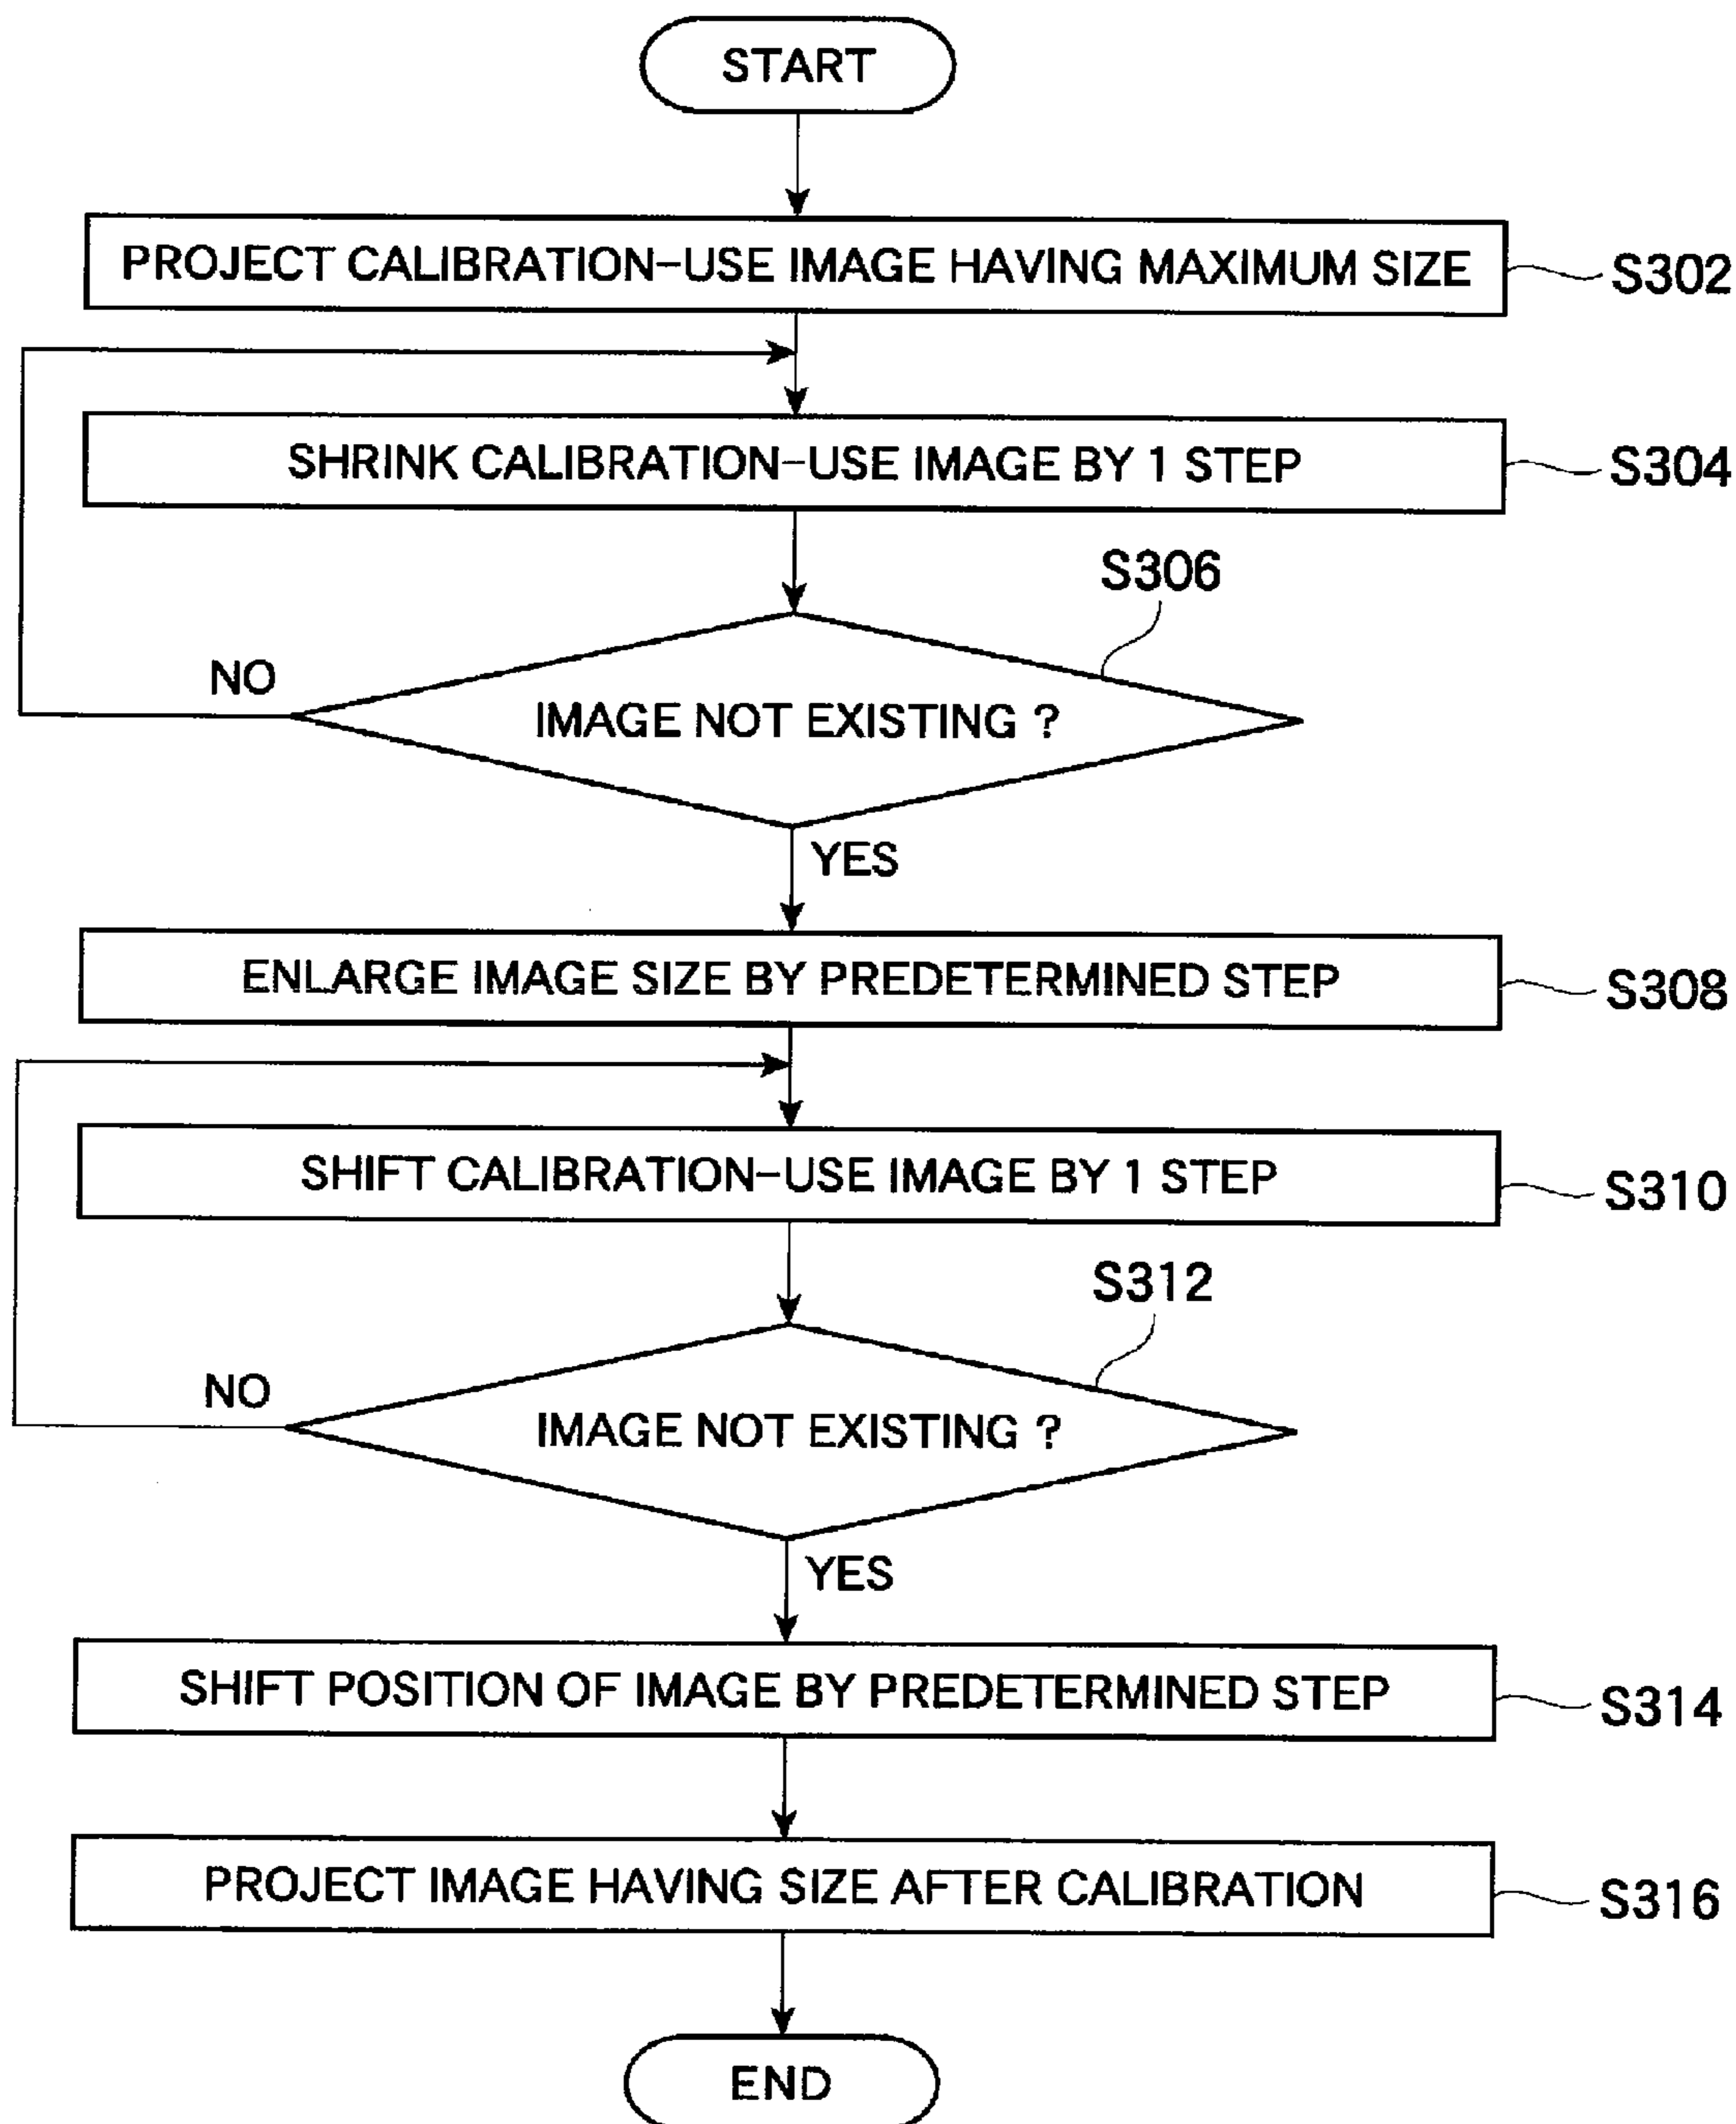 START
PROJECT CALIBRATION-USE IMAGE HAVING MAXIMUM SIZE
S302
SHRINK CALIBRATION-USE IMAGE BY 1 STEP
S304
S306
NO
IMAGE NOT EXISTING ?
YES
ENLARGE IMAGE SIZE BY PREDETERMINED STEP
S308
SHIFT CALIBRATION-USE IMAGE BY 1 STEP
S310
S312
NO
IMAGE NOT EXISTING ?
YES
SHIFT POSITION OF IMAGE BY PREDETERMINED STEP
S314
PROJECT IMAGE HAVING SIZE AFTER CALIBRATION
S316
END